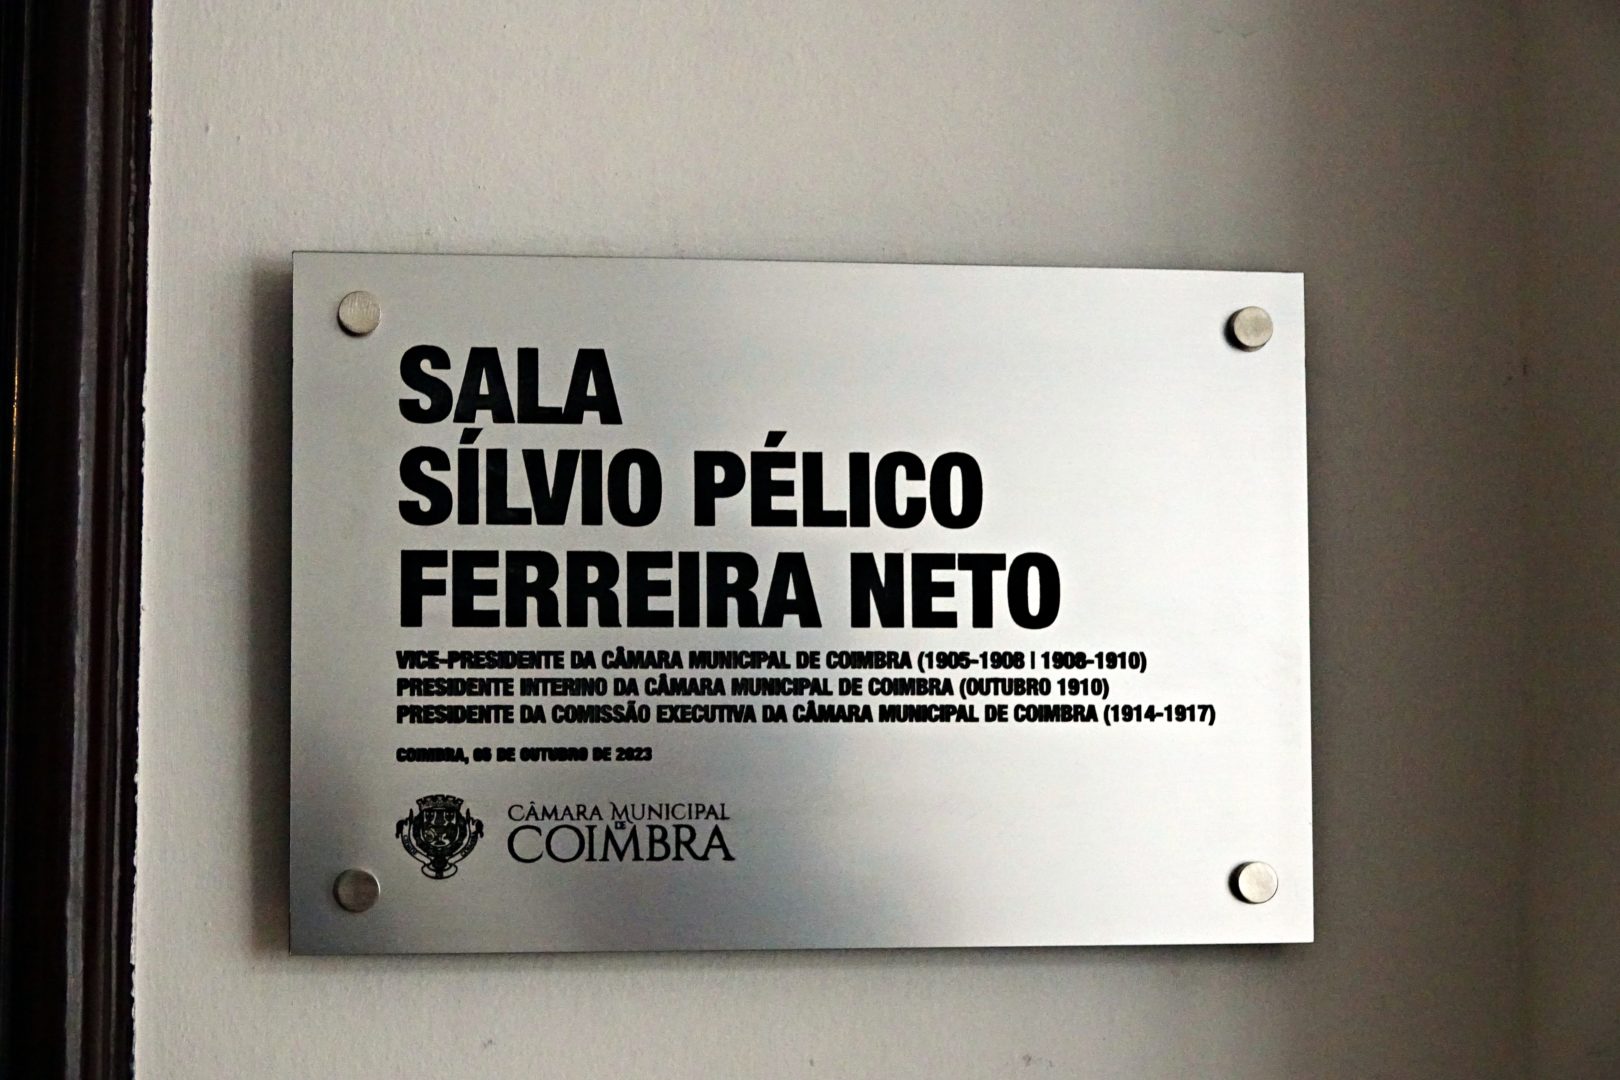 SALA
SÍLVIO PÉLICO
FERREIRA NETO
VICE-PRESIDENTE DA CÂMARA MUNICIPAL DE COIMBRA (1905-1908 | 1908-1910)
PRESIDENTE INTERINO DA CÂMARA MUNICIPAL DE COIMBRA (OUTUBRO 1910)
PRESIDENTE DA COMISSÃO EXECUTIVA DA CÂMARA MUNICIPAL DE COIMBRA (1914-1917)
COIMBRA, DE OUTUBRO DE 2023
CÂMARA MUNICIPAL
DE
COIMBRA